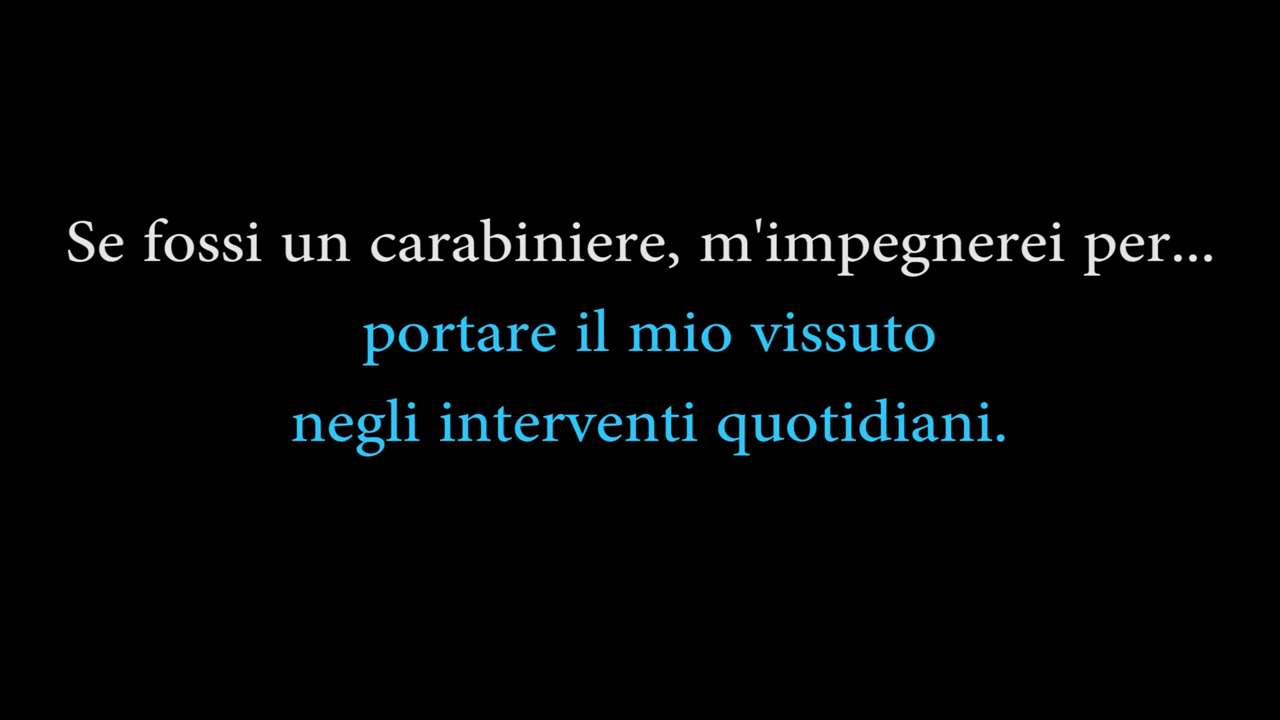 Se fossi un carabiniere, m'impegnerei per...
portare il mio vissuto
negli interventi quotidiani.